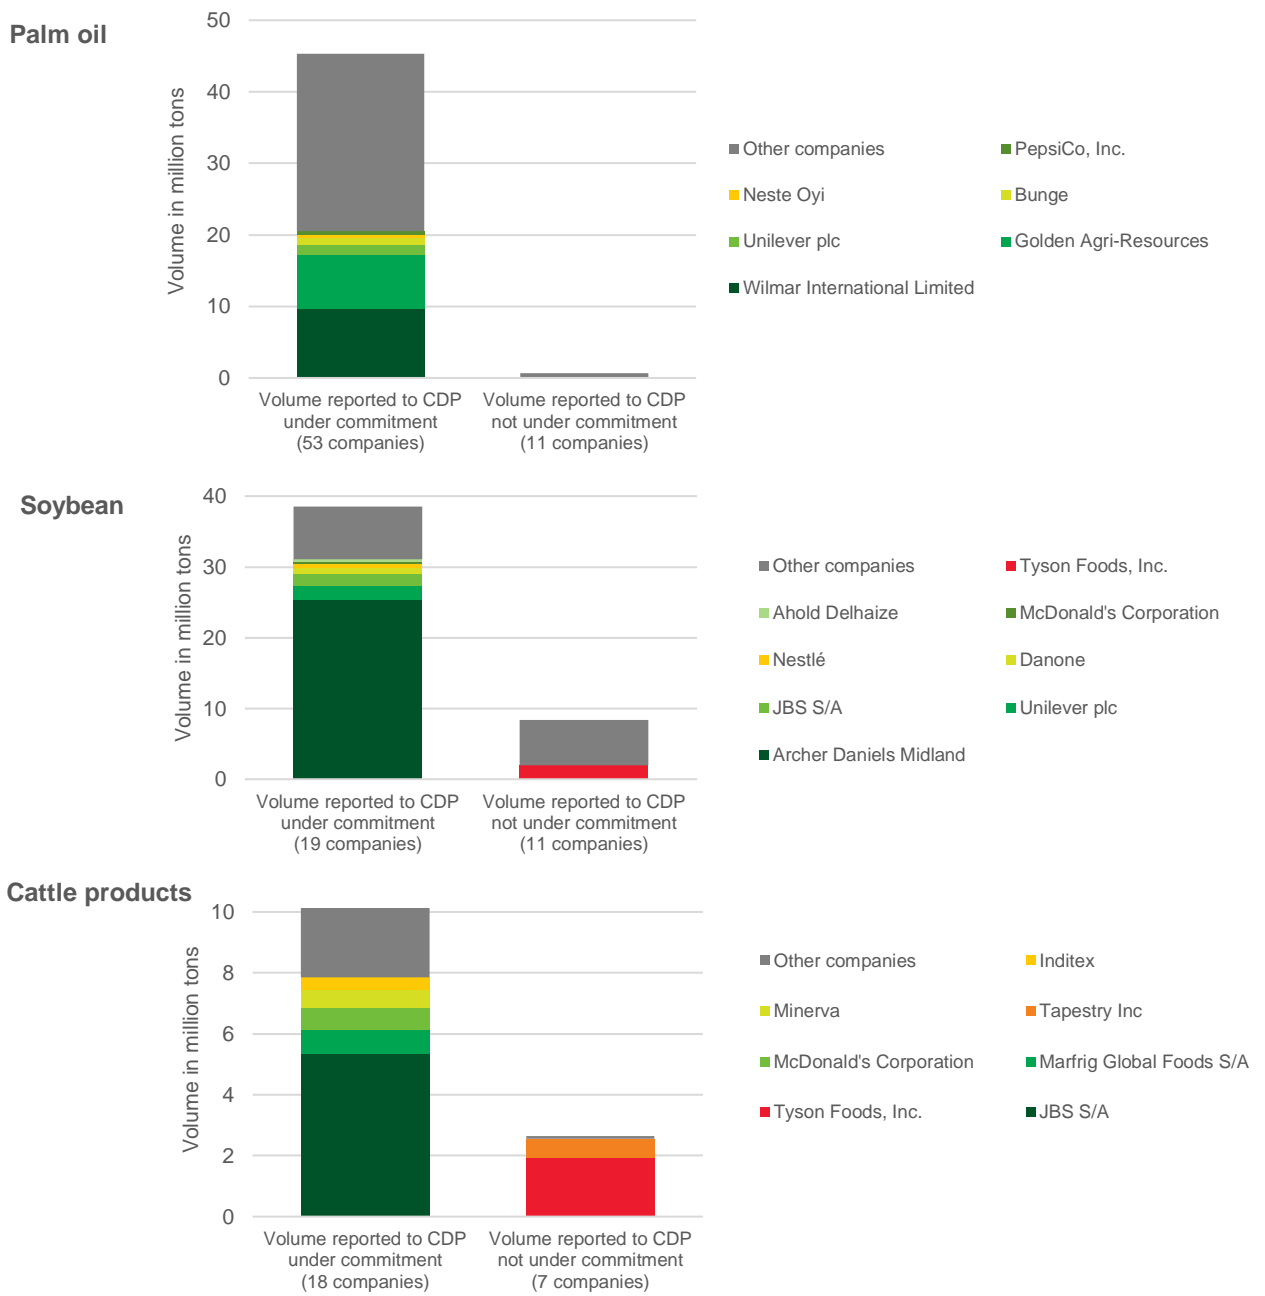 Palm oil
Volume in million tons
50
40
30
20
10
0
Volume reported to CDP
under commitment
(53 companies)
Volume reported to CDP
not under commitment
(11 companies)
Other companies
PepsiCo, Inc.
Neste Oyi
Bunge
Unilever plc
Golden Agri-Resources
Wilmar International Limited
Soybean
Volume in million tons
40
30
20
10
0
Volume reported to CDP
under commitment
(19 companies)
Volume reported to CDP
not under commitment
(11 companies)
Other companies
Tyson Foods, Inc.
Ahold Delhaize
McDonald's Corporation
Nestlé
Danone
JBS S/A
Unilever plc
Archer Daniels Midland
Cattle products
Volume in million tons
10
8
6
4
2
0
Volume reported to CDP
under commitment
(18 companies)
Volume reported to CDP
not under commitment
(7 companies)
Other companies
Inditex
Minerva
Tapestry Inc
McDonald's Corporation
Marfrig Global Foods S/A
Tyson Foods, Inc.
JBS S/A